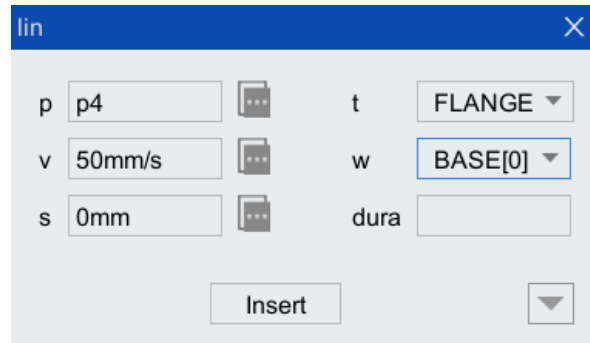 lin
p p4 t FLANGE
v 50mm/s w BASE[0]
s 0mm dura
Insert